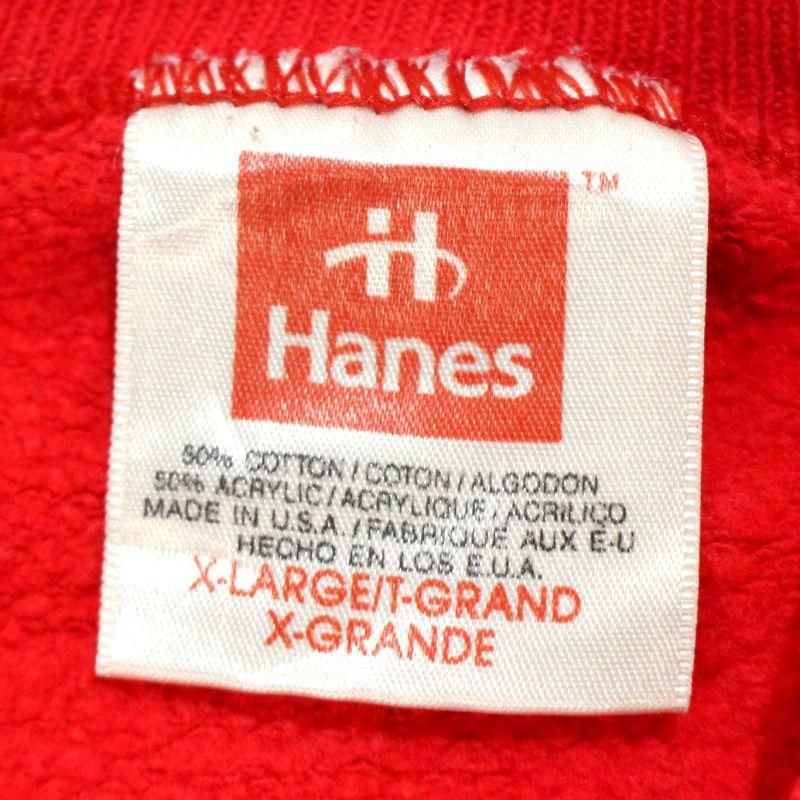 TM
H
Hanes
50% COTTON/COTON/ALGODON
50% ACRYLIC/ACRYLIQUE/ACRILIÇO
MADE IN U.S.A./FABRIQUE AUX E-U
HECHO EN LOS E.U.A.
X-LARGE/T-GRAND
X-GRANDE